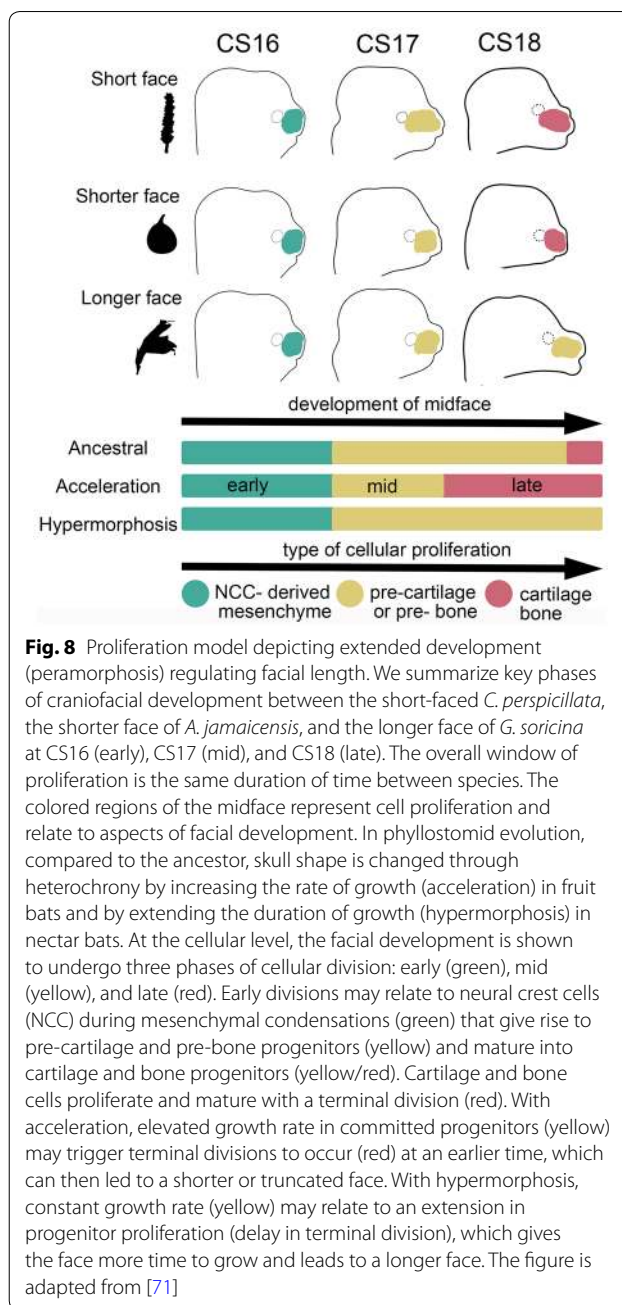 CS16 CS17 CS18
Short face
Shorter face
Longer face
development of midface
Ancestral
Acceleration early mid late
Hypermorphosis
type of cellular proliferation
NCC- derived mesenchyme
pre-cartilage or pre- bone
cartilage bone
Fig. 8 Proliferation model depicting extended development
(peramorphosis) regulating facial length. We summarize key phases
of craniofacial development between the short-faced C. perspicillata,
the shorter face of A. jamaicensis, and the longer face of G. soricina
at CS16 (early), CS17 (mid), and CS18 (late). The overall window of
proliferation is the same duration of time between species. The
colored regions of the midface represent cell proliferation and
relate to aspects of facial development. In phyllostomid evolution,
compared to the ancestor, skull shape is changed through
heterochrony by increasing the rate of growth (acceleration) in fruit
bats and by extending the duration of growth (hypermorphosis) in
nectar bats. At the cellular level, the facial development is shown
to undergo three phases of cellular division: early (green), mid
(yellow), and late (red). Early divisions may relate to neural crest cells
(NCC) during mesenchymal condensations (green) that give rise to
pre-cartilage and pre-bone progenitors (yellow) and mature into
cartilage and bone progenitors (yellow/red). Cartilage and bone
cells proliferate and mature with a terminal division (red). With
acceleration, elevated growth rate in committed progenitors (yellow)
may trigger terminal divisions to occur (red) at an earlier time, which
can then led to a shorter or truncated face. With hypermorphosis,
constant growth rate (yellow) may relate to an extension in
progenitor proliferation (delay in terminal division), which gives
the face more time to grow and leads to a longer face. The figure is
adapted from [71]